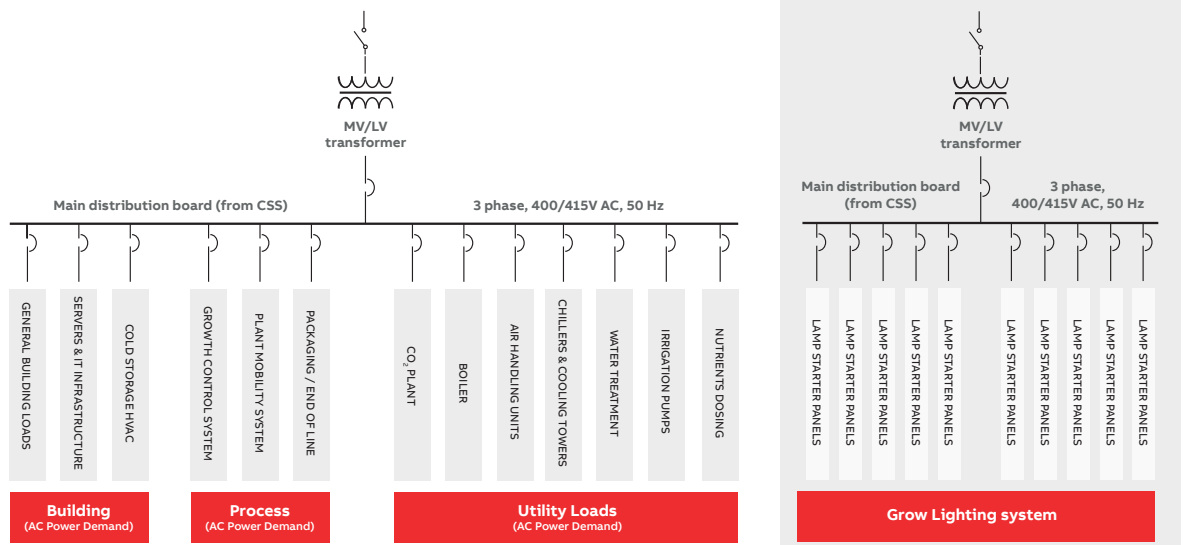 MV/LV
transformer
Main distribution board (from CSS)
3 phase, 400/415V AC, 50 Hz
GENERAL BUILDING LOADS
SERVERS & IT INFRASTRUCTURE
COLD STORAGE HVAC
GROWTH CONTROL SYSTEM
PLANT MOBILITY SYSTEM
PACKAGING / END OF LINE
CO₂ PLANT
BOILER
AIR HANDLING UNITS
CHILLERS & COOLING TOWERS
WATER TREATMENT
IRRIGATION PUMPS
NUTRIENTS DOSING
Building
(AC Power Demand)
Process
(AC Power Demand)
Utility Loads
(AC Power Demand)
MV/LV
transformer
Main distribution board
(from CSS)
3 phase,
400/415V AC, 50 Hz
LAMP STARTER PANELS
LAMP STARTER PANELS
LAMP STARTER PANELS
LAMP STARTER PANELS
LAMP STARTER PANELS
LAMP STARTER PANELS
LAMP STARTER PANELS
LAMP STARTER PANELS
LAMP STARTER PANELS
LAMP STARTER PANELS
Grow Lighting system